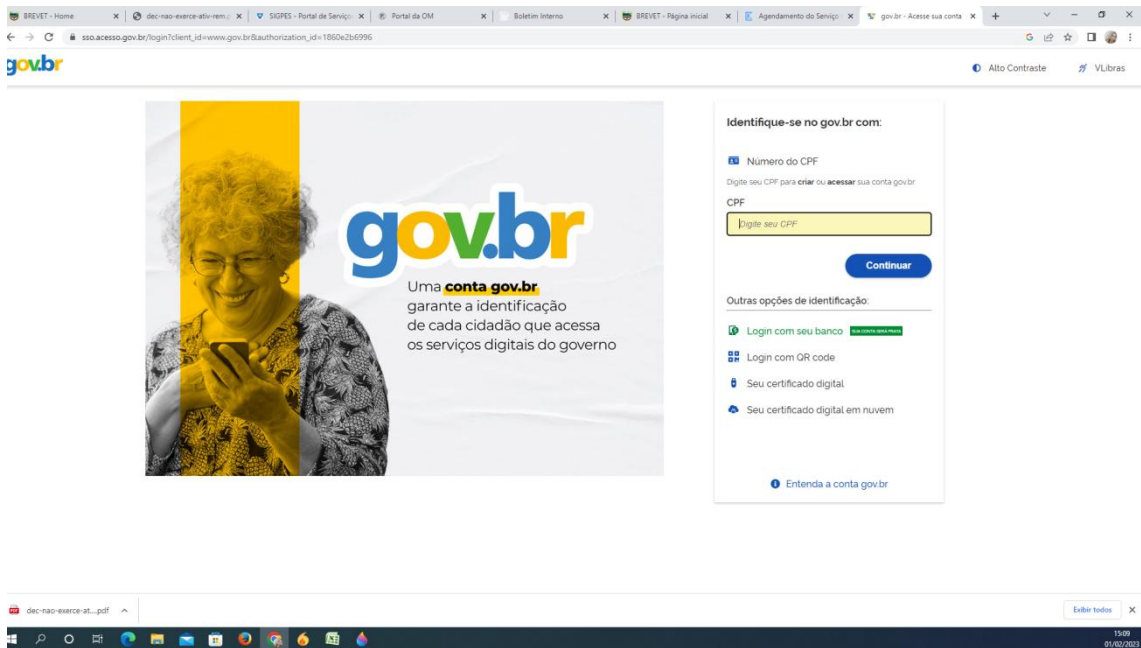 BREVET - Home
dec-nao-exerce-ativ-rem.p
SIGPES - Portal de Serviço
Portal da OM
Boletim Interno
BREVET - Página inicial
Agendamento do Serviço
gov.br - Acesse sua conta
sso.acesso.gov.br/login?client_id=www.gov.br&authorization_id=1860e2b6996
gov.br
Alto Contraste
VLibras
gov.br
Uma conta gov.br
garante a identificação
de cada cidadão que acessa
os serviços digitais do governo
Identifique-se no gov.br com:
Número do CPF
Digite seu CPF para criar ou acessar sua conta gov.br
CPF
Digite seu CPF
Continuar
Outras opções de identificação:
Login com seu banco SUA CONTA SERÁ PRATA
Login com QR code
Seu certificado digital
Seu certificado digital em nuvem
Entenda a conta gov.br
dec-nao-exerce-at....pdf
Exibir todos
15:09
01/02/2023